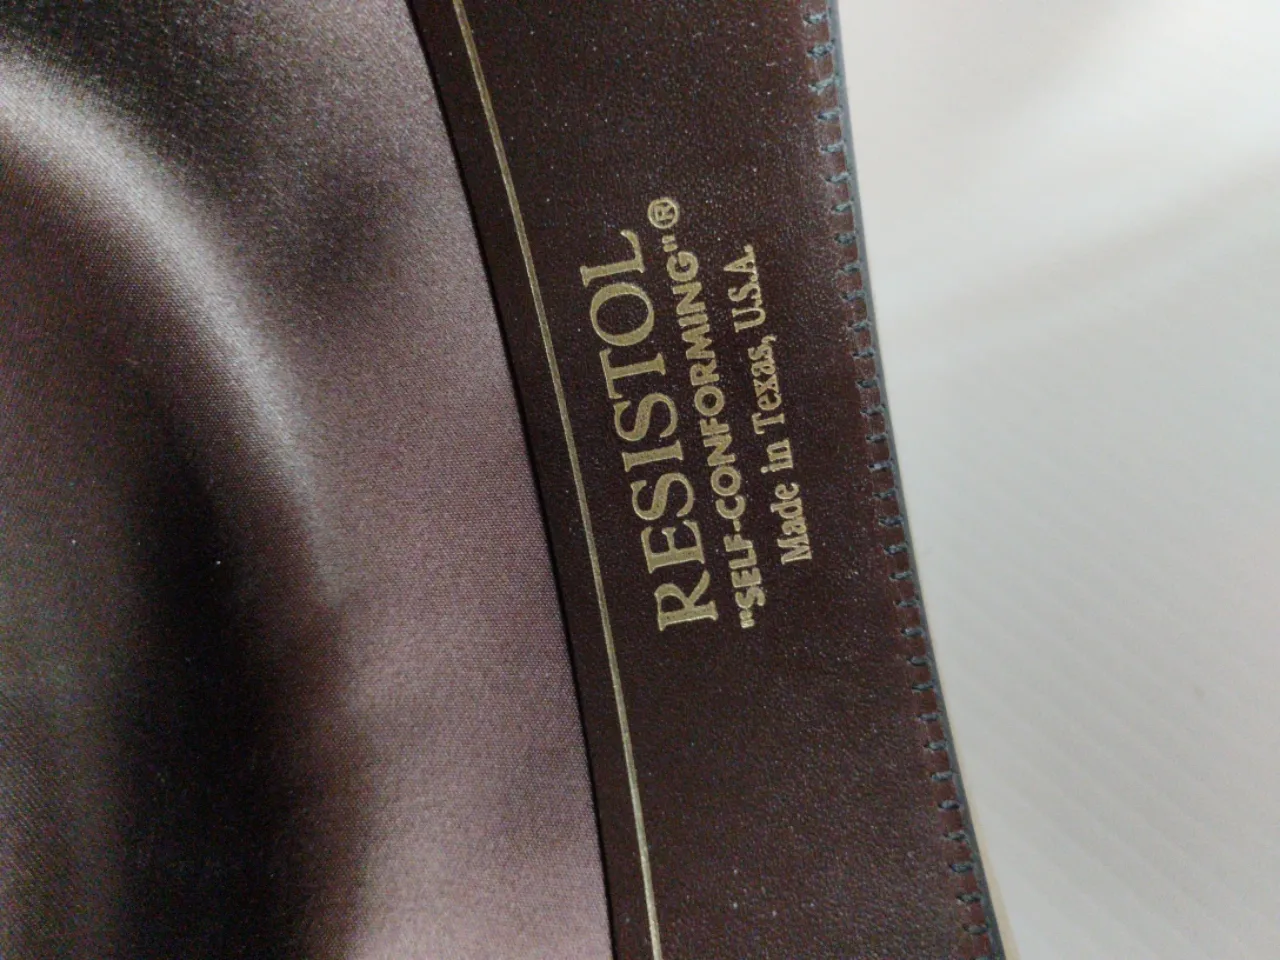 RESISTOL
"SELF-CONFORMING"®
Made in Texas, U.S.A.